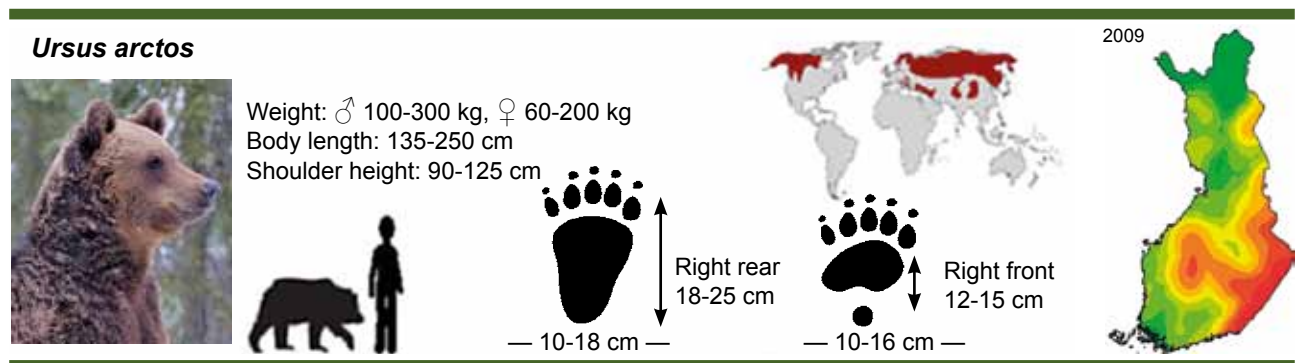 Ursus arctos
2009
Weight: ♂ 100-300 kg, ♀ 60-200 kg
Body length: 135-250 cm
Shoulder height: 90-125 cm
Right rear
18-25 cm
— 10-18 cm —
Right front
12-15 cm
— 10-16 cm —